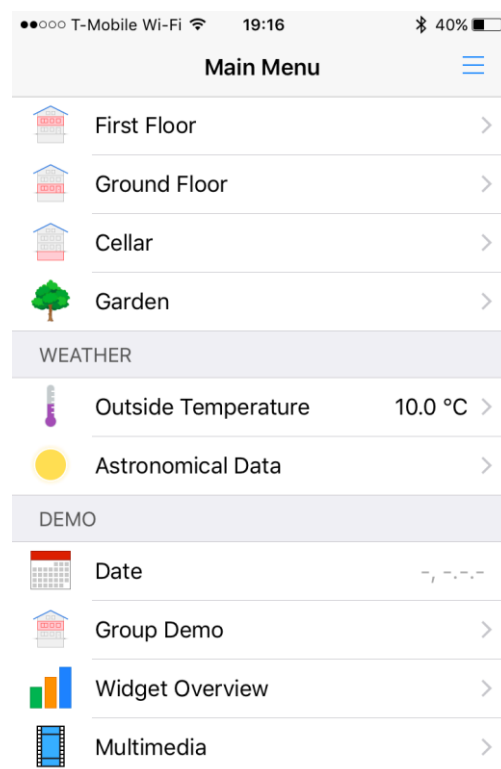 ●●○○○ T-Mobile Wi-Fi 19:16 40%
Main Menu
First Floor
Ground Floor
Cellar
Garden
WEATHER
Outside Temperature 10.0 °C
Astronomical Data
DEMO
Date -, -.-.-
Group Demo
Widget Overview
Multimedia